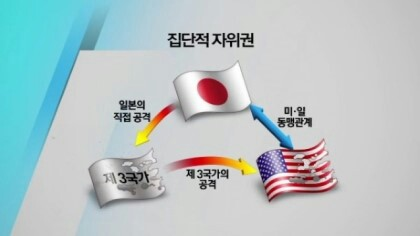 집단적 자위권
일본의
직접 공격
미·일
동맹관계
제 3국가
제 3국가의
공격